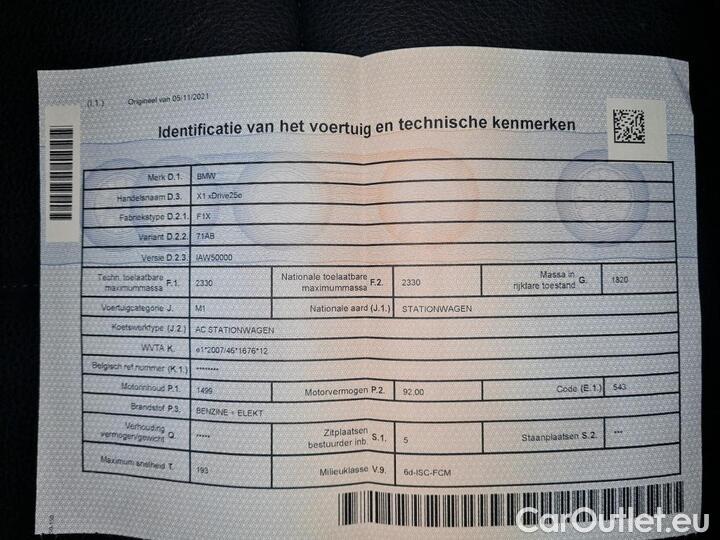 (I.1.) Origineel van 05/11/2021
Identificatie van het voertuig en technische kenmerken
Merk D.1. BMW
Handelsnaam D.3. X1 xDrive25e
Fabriekstype D.2.1. F1X
Variant D.2.2. 71AB
Versie D.2.3. IAW50000
Techn. toelaatbare maximummassa F.1. 2330 Nationale toelaatbare maximummassa F.2. 2330 Massa in rijklare toestand G. 1820
Voertuigcategorie J. M1 Nationale aard (J.1.) STATIONWAGEN
Koetswerktype (J.2.) AC STATIONWAGEN
WVTA K. e1*2007/46*1676*12
Belgisch ref nummer (K.1.) ********
Motorinhoud P.1. 1499 Motorvermogen P.2. 92.00 Code (E.1.) 543
Brandstof P.3. BENZINE + ELEKT
Verhouding vermogen/gewicht Q. ***** Zitplaatsen bestuurder inb. S.1. 5 Staanplaatsen S.2. ***
Maximum snelheid T. 193 Milieuklasse V.9. 6d-ISC-FCM
CarOutlet.eu